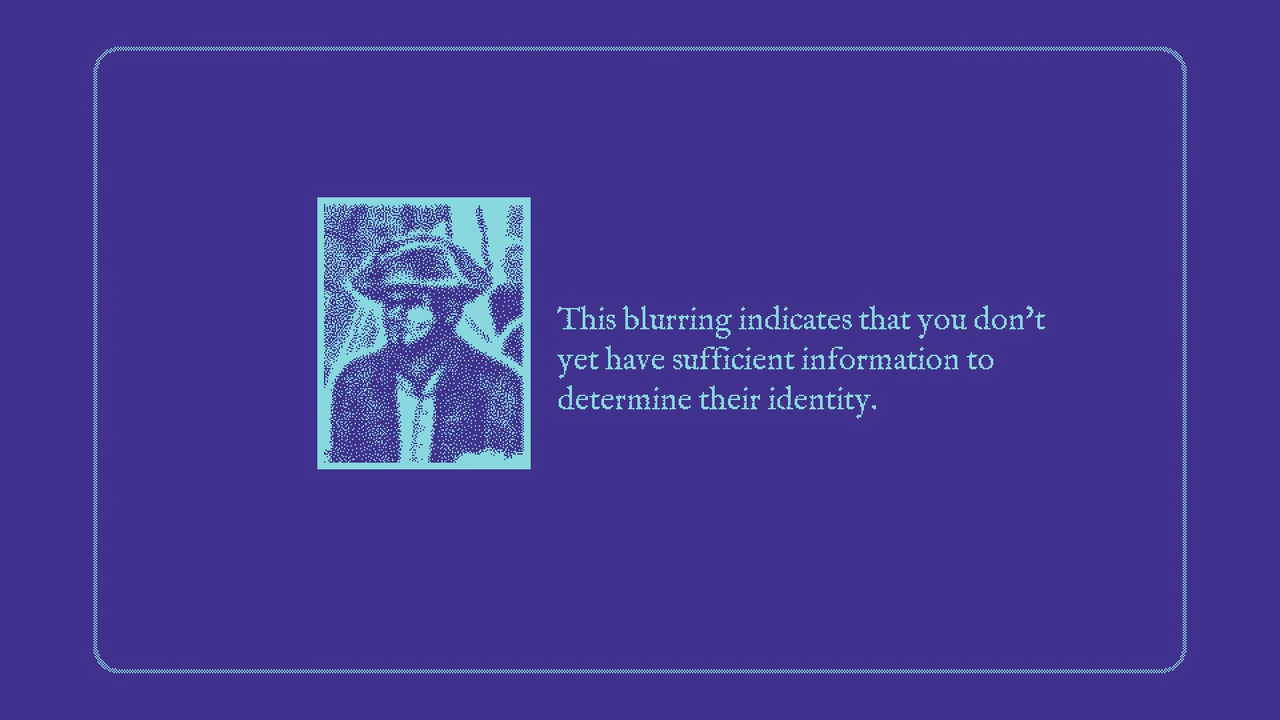 This blurring indicates that you don’t
yet have sufficient information to
determine their identity.